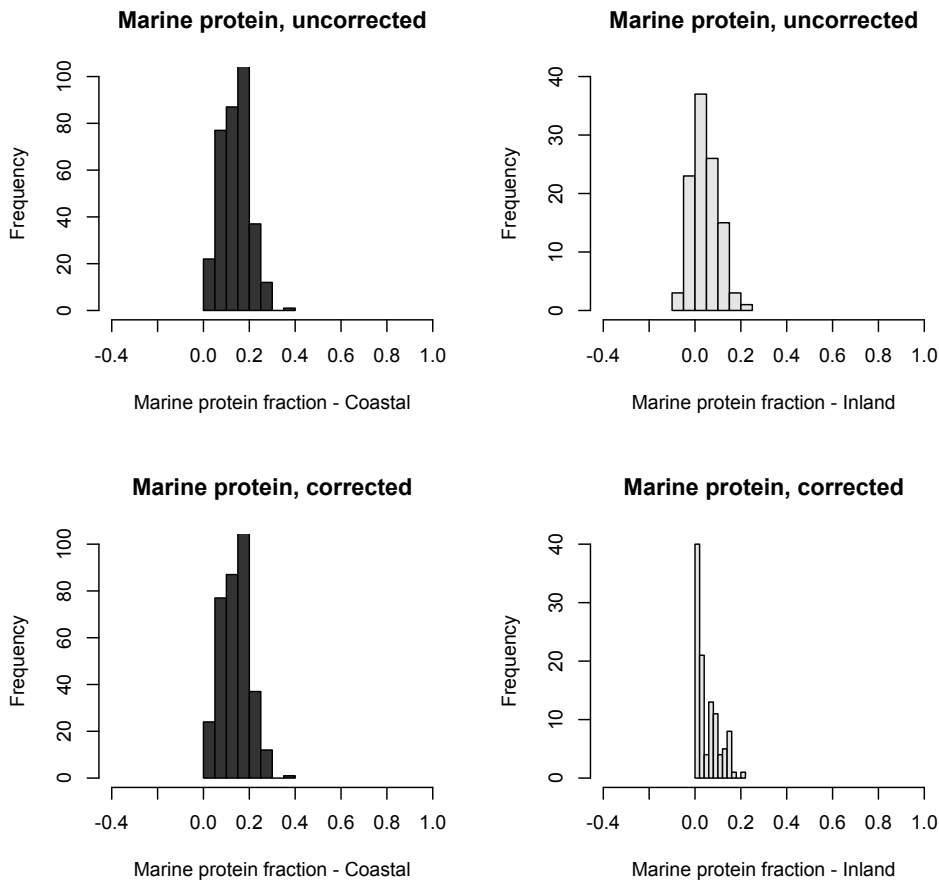 Marine protein, uncorrected
Frequency
100
80
60
40
20
0
-0.4 0.0 0.2 0.4 0.6 0.8 1.0
Marine protein fraction - Coastal
Marine protein, uncorrected
Frequency
40
30
20
10
0
-0.4 0.0 0.2 0.4 0.6 0.8 1.0
Marine protein fraction - Inland
Marine protein, corrected
Frequency
100
80
60
40
20
0
-0.4 0.0 0.2 0.4 0.6 0.8 1.0
Marine protein fraction - Coastal
Marine protein, corrected
Frequency
40
30
20
10
0
-0.4 0.0 0.2 0.4 0.6 0.8 1.0
Marine protein fraction - Inland